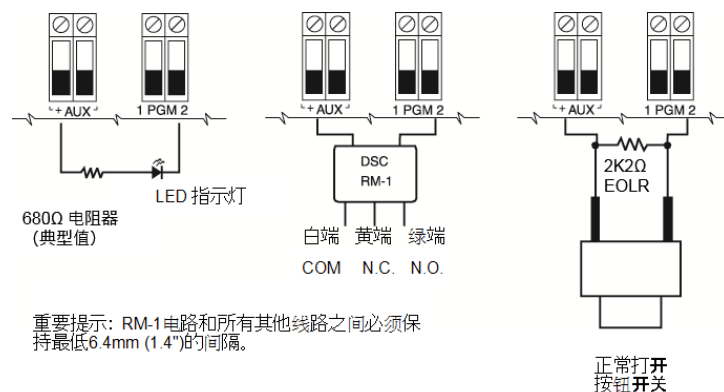 + AUX
1 PGM 2
+ AUX
1 PGM 2
+ AUX
1 PGM 2
680Ω 电阻器
(典型值)
LED 指示灯
DSC
RM-1
白端 黄端 绿端
COM N.C. N.O.
2K2Ω
EOLR
重要提示: RM-1电路和所有其他线路之间必须保
持最低6.4mm (1.4")的间隔。
正常打开
按钮开关